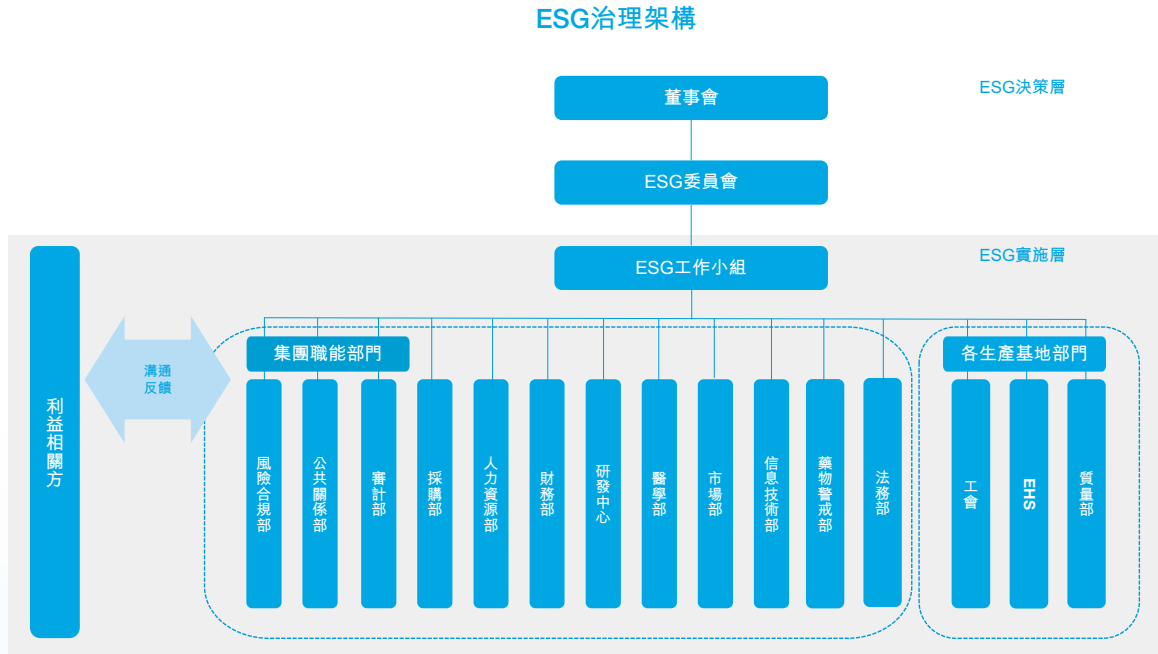 ESG治理架構
董事會
ESG決策層
ESG委員會
ESG工作小組
ESG實施層
利益相關方
溝通
反饋
集團職能部門
風險合規部
公共關係部
審計部
採購部
人力資源部
財務部
研發中心
醫學部
市場部
信息技術部
藥物警戒部
法務部
各生產基地部門
工會
EHS
質量部